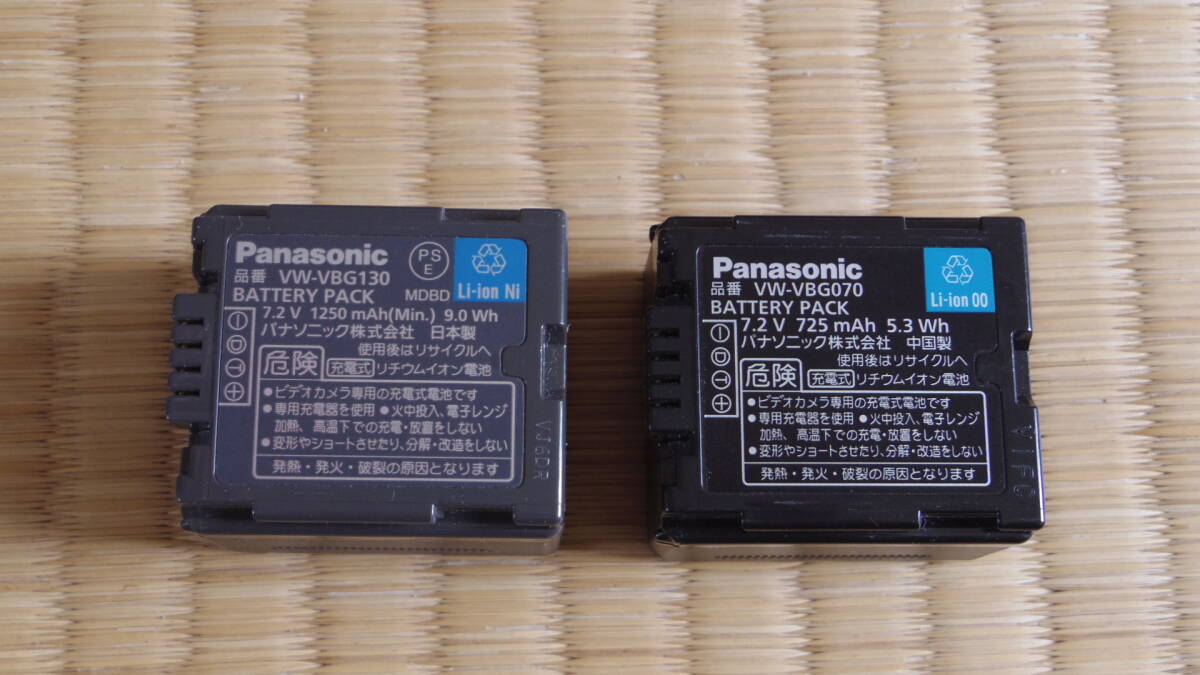 Panasonic
PS
E
品番 VW-VBG130
BATTERY PACK
MDBD
Li-ion Ni
7.2 V 1250 mAh(Min.) 9.0 Wh
パナソニック株式会社 日本製
使用後はリサイクルへ
危険 充電式 リチウムイオン電池
●ビデオカメラ専用の充電式電池です
●専用充電器を使用 ●火中投入、電子レンジ
加熱、高温下での充電・放置をしない
●変形やショートさせたり、分解・改造をしない
発熱・発火・破裂の原因となります
VJ6DR
Panasonic
品番 VW-VBG070
BATTERY PACK
Li-ion 00
7.2 V 725 mAh 5.3 Wh
パナソニック株式会社 中国製
使用後はリサイクルへ
危険 充電式 リチウムイオン電池
●ビデオカメラ専用の充電式電池です
●専用充電器を使用 ●火中投入、電子レンジ
加熱、高温下での充電・放置をしない
●変形やショートさせたり、分解・改造をしない
発熱・発火・破裂の原因となります